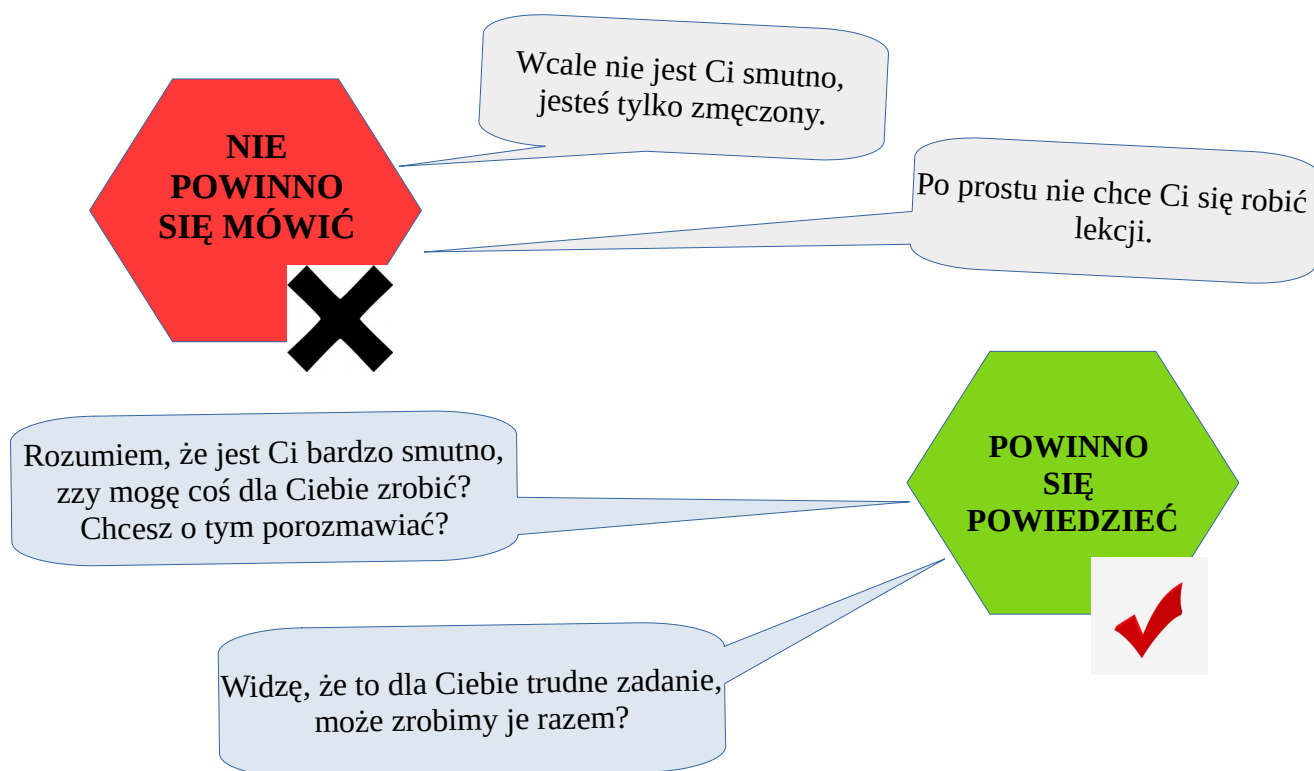 Wcale nie jest Ci smutno,
jesteś tylko zmęczony.
NIE
POWINNO
SIĘ MÓWIĆ
Po prostu nie chce Ci się robić
lekcji.
Rozumiem, że jest Ci bardzo smutno,
zzy mogę coś dla Ciebie zrobić?
Chcesz o tym porozmawiać?
POWINNO
SIĘ
POWIEDZIEĆ
Widzę, że to dla Ciebie trudne zadanie,
może zrobimy je razem?